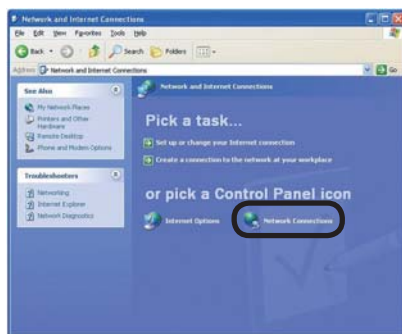 Network and Internet Connections
File Edit View Favorites Tools Help
Back Search Folders
Address Network and Internet Connections Go
See Also
My Network Places
Printers and Other
Hardware
Remote Desktop
Phone and Modem Options
Troubleshooters
Networking
Internet Explorer
Network Diagnostics
Network and Internet Connections
Pick a task...
Set up or change your Internet connection
Create a connection to the network at your workplace
or pick a Control Panel icon
Internet Options
Network Connections